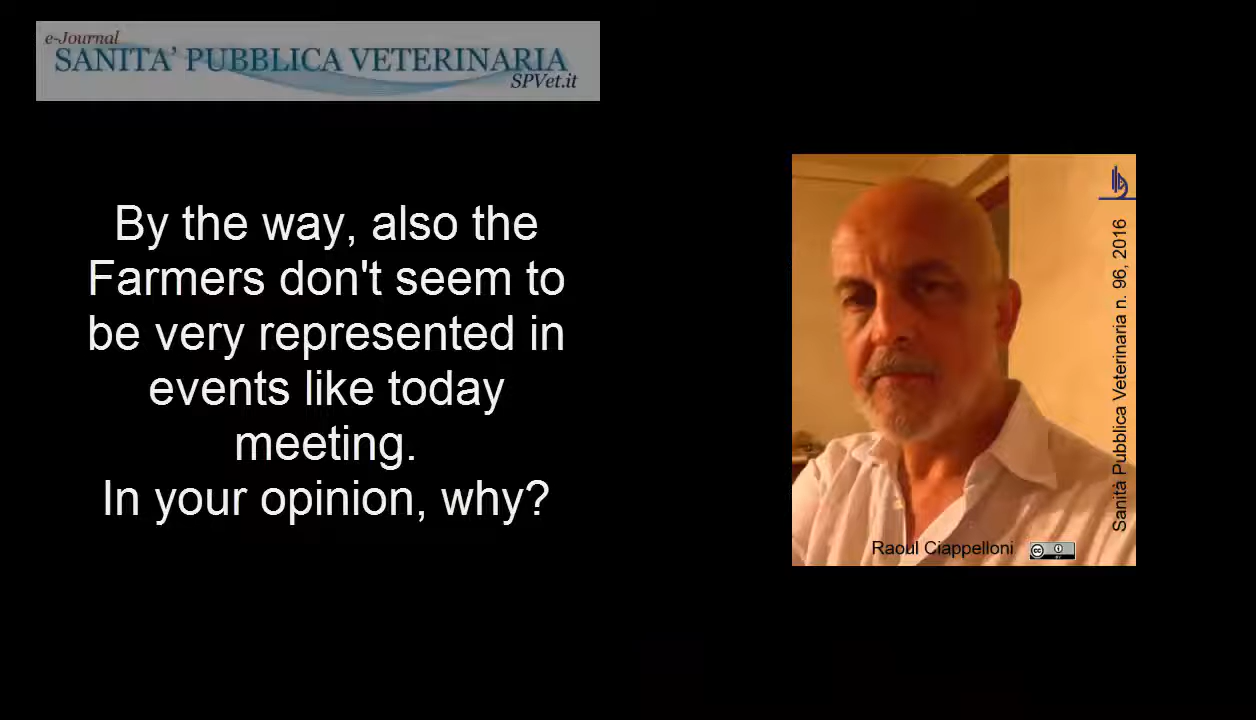 e-Journal
SANITA' PUBBLICA VETERINARIA
SPVet.it
By the way, also the
Farmers don't seem to
be very represented in
events like today
meeting.
In your opinion, why?
Sanità Pubblica Veterinaria n. 96, 2016
Raoul Ciappelloni